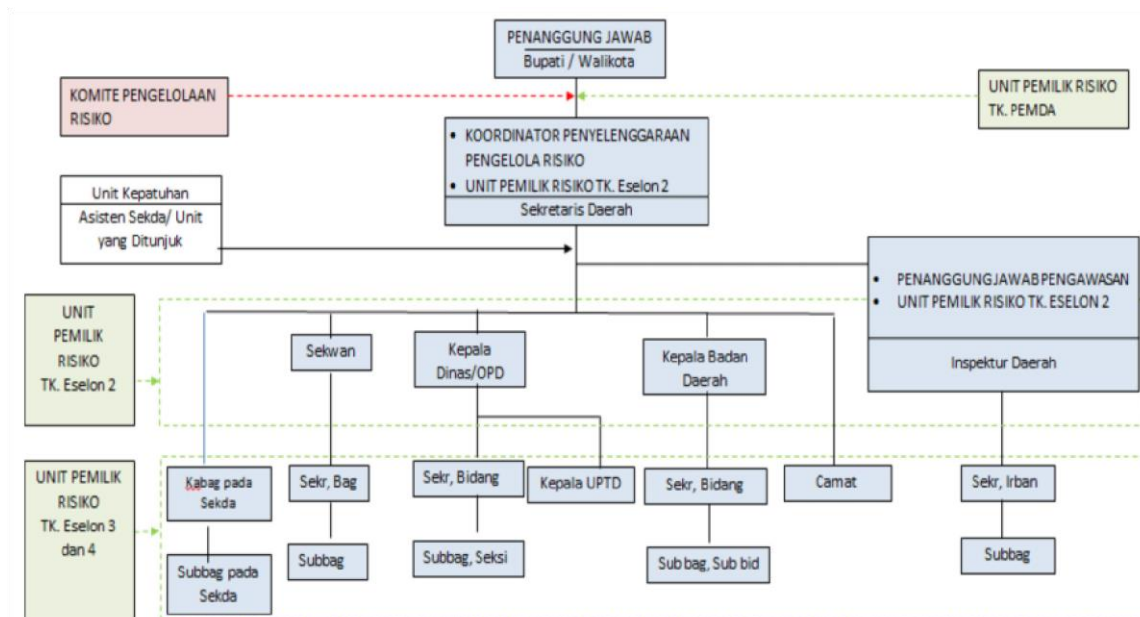 PENANGGUNG JAWAB
Bupati / Walikota
KOMITE PENGELOLAAN
RISIKO
UNIT PEMILIK RISIKO
TK. PEMDA
• KOORDINATOR PENYELENGGARAAN
PENGELOLA RISIKO
• UNIT PEMILIK RISIKO TK. Eselon 2
Sekretaris Daerah
Unit Kepatuhan
Asisten Sekda/ Unit
yang Ditunjuk
• PENANGGUNG JAWAB PENGAWASAN
• UNIT PEMILIK RISIKO TK. ESELON 2
Inspektur Daerah
UNIT
PEMILIK
RISIKO
TK. Eselon 2
Sekwan
Kepala
Dinas/OPD
Kepala Badan
Daerah
UNIT PEMILIK
RISIKO
TK. Eselon 3
dan 4
Kabag pada
Sekda
Sekr, Bag
Sekr, Bidang
Kepala UPTD
Sekr, Bidang
Camat
Sekr, Irban
Subbag pada
Sekda
Subbag
Subbag, Seksi
Sub bag, Sub bid
Subbag